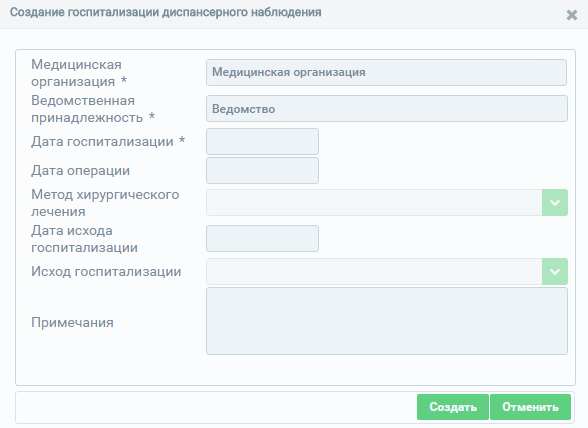 Создание госпитализации диспансерного наблюдения
Медицинская
организация *
Медицинская организация
Ведомственная
принадлежность *
Ведомство
Дата госпитализации *
Дата операции
Метод хирургического
лечения
Дата исхода
госпитализации
Исход госпитализации
Примечания
Создать
Отменить